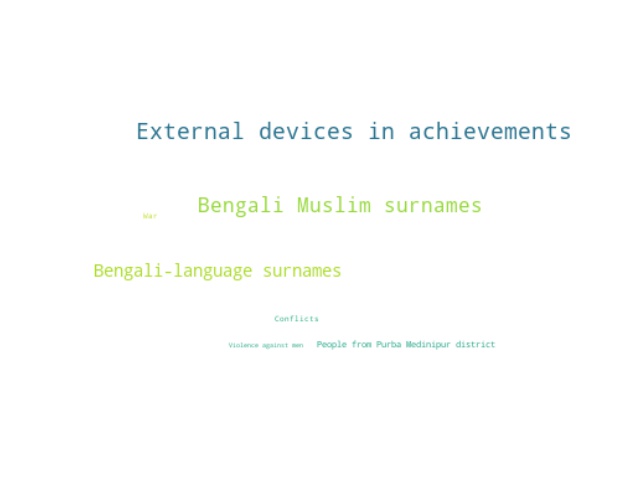 External devices in achievements
Bengali Muslim surnames
War
Bengali-language surnames
Conflicts
Violence against men
People from Purba Medinipur district